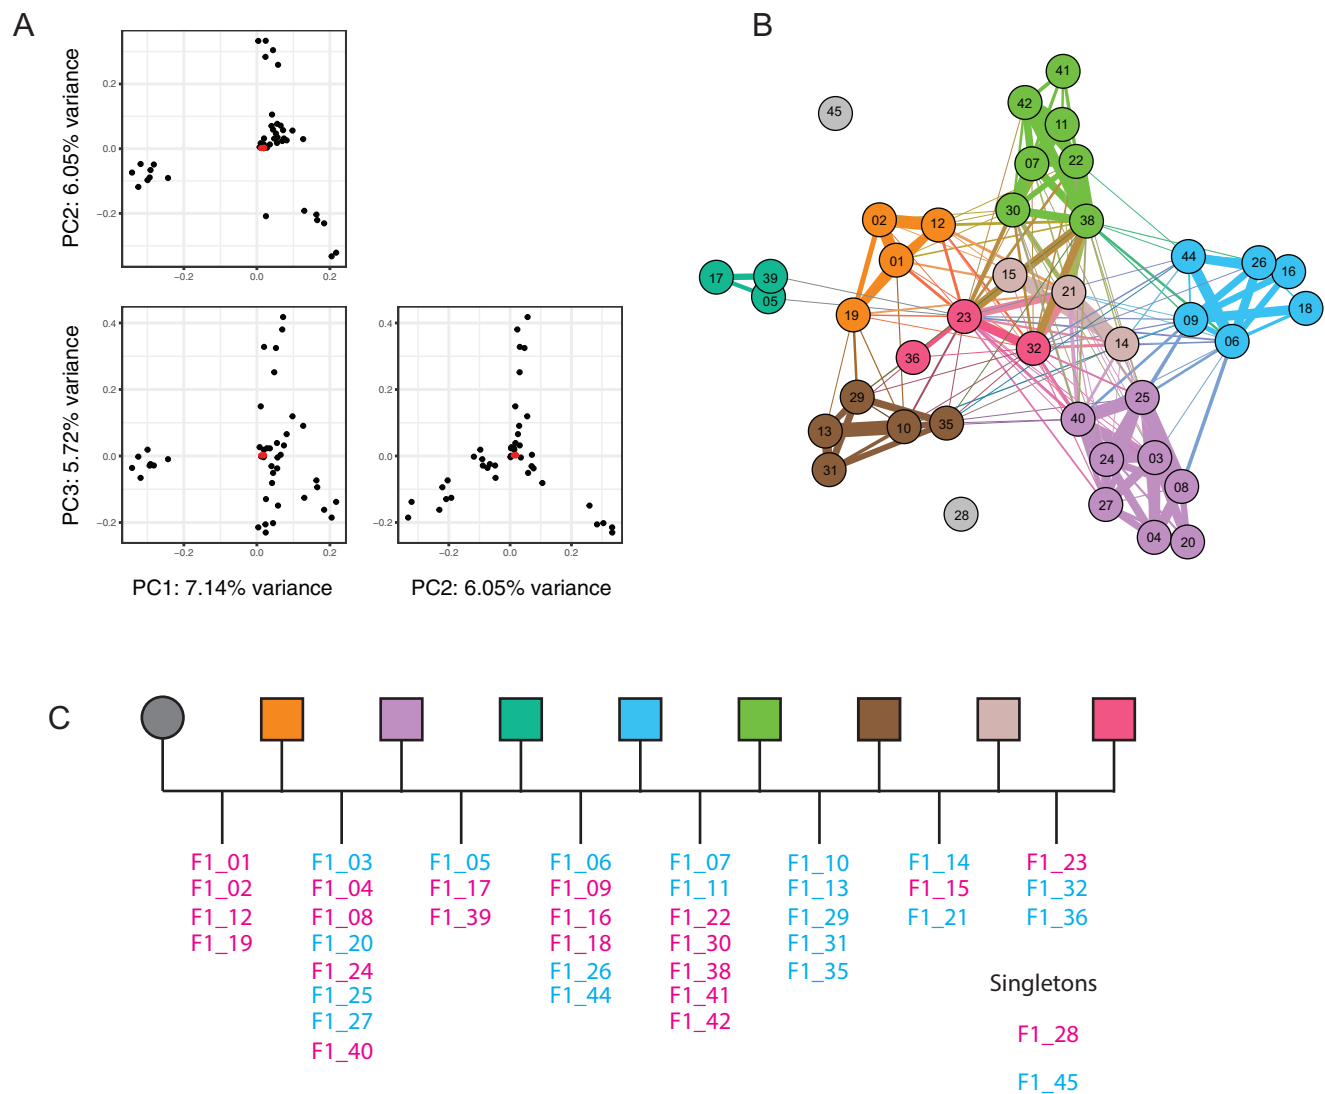 A
PC2: 6.05% variance
0.2
0.0
−0.2
−0.2
0.0
0.2
PC3: 5.72% variance
0.4
0.2
0.0
−0.2
−0.2
0.0
0.2
PC1: 7.14% variance
0.4
0.2
0.0
−0.2
−0.2
0.0
0.2
PC2: 6.05% variance
B
41
42
45
11
07
22
30
02
12
38
44
01
26
16
15
17
39
05
21
18
19
23
09
06
14
32
36
29
25
40
13
10
35
24
03
31
08
27
28
04
20
C
F1_01
F1_02
F1_12
F1_19
F1_03
F1_04
F1_08
F1_20
F1_24
F1_25
F1_27
F1_40
F1_05
F1_17
F1_39
F1_06
F1_09
F1_16
F1_18
F1_26
F1_44
F1_07
F1_11
F1_22
F1_30
F1_38
F1_41
F1_42
F1_10
F1_13
F1_29
F1_31
F1_35
F1_14
F1_15
F1_21
F1_23
F1_32
F1_36
Singletons
F1_28
F1_45